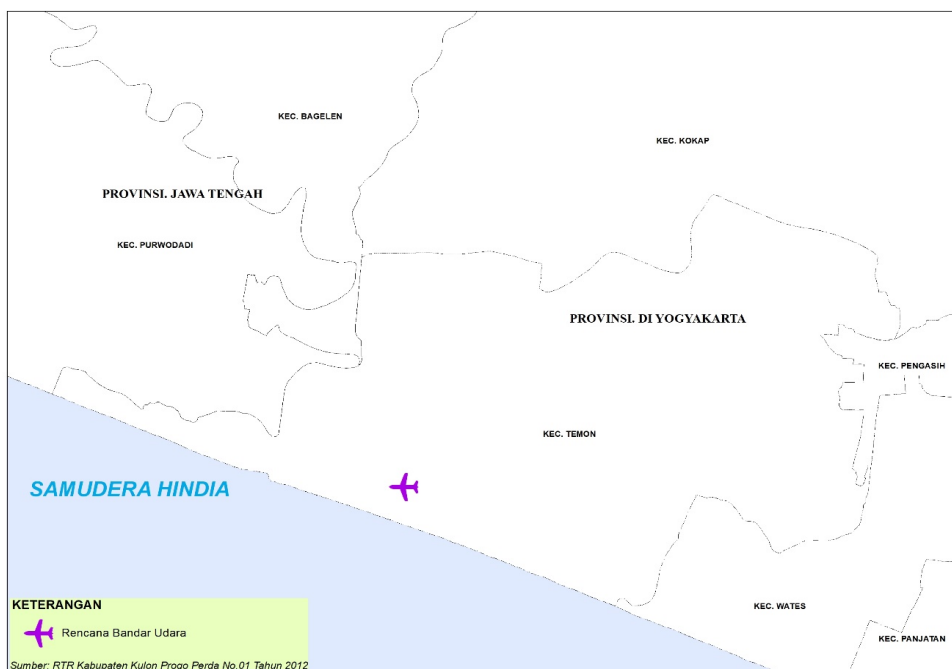 KEC. BAGELEN
KEC. KOKAP
PROVINSI. JAWA TENGAH
KEC. PURWODADI
PROVINSI. DI YOGYAKARTA
KEC. PENGASIH
KEC. TEMON
SAMUDERA HINDIA
KEC. WATES
KEC. PANJATAN
KETERANGAN
Rencana Bandar Udara
Sumber: RTR Kabupaten Kulon Progo Perda No.01 Tahun 2012